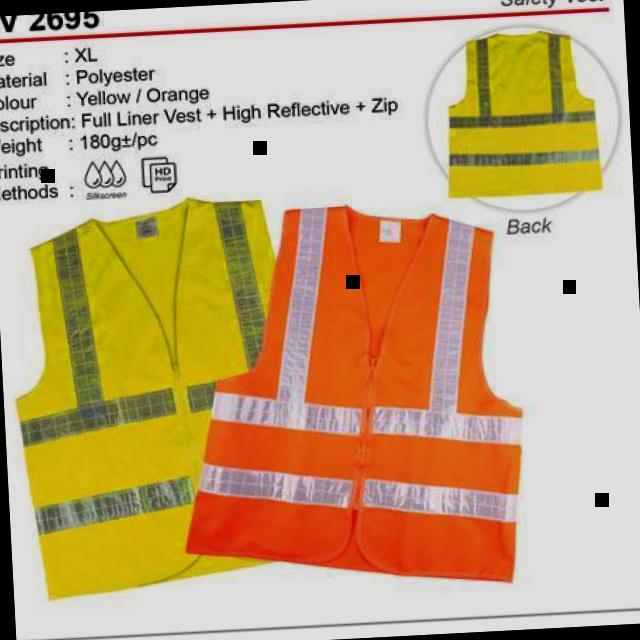 V 2695
Safety Vest
ze : XL
aterial : Polyester
olour : Yellow / Orange
scription: Full Liner Vest + High Reflective + Zip
eight : 180g±/pc
rinting
ethods :
Silkscreen
HD
Print
Back